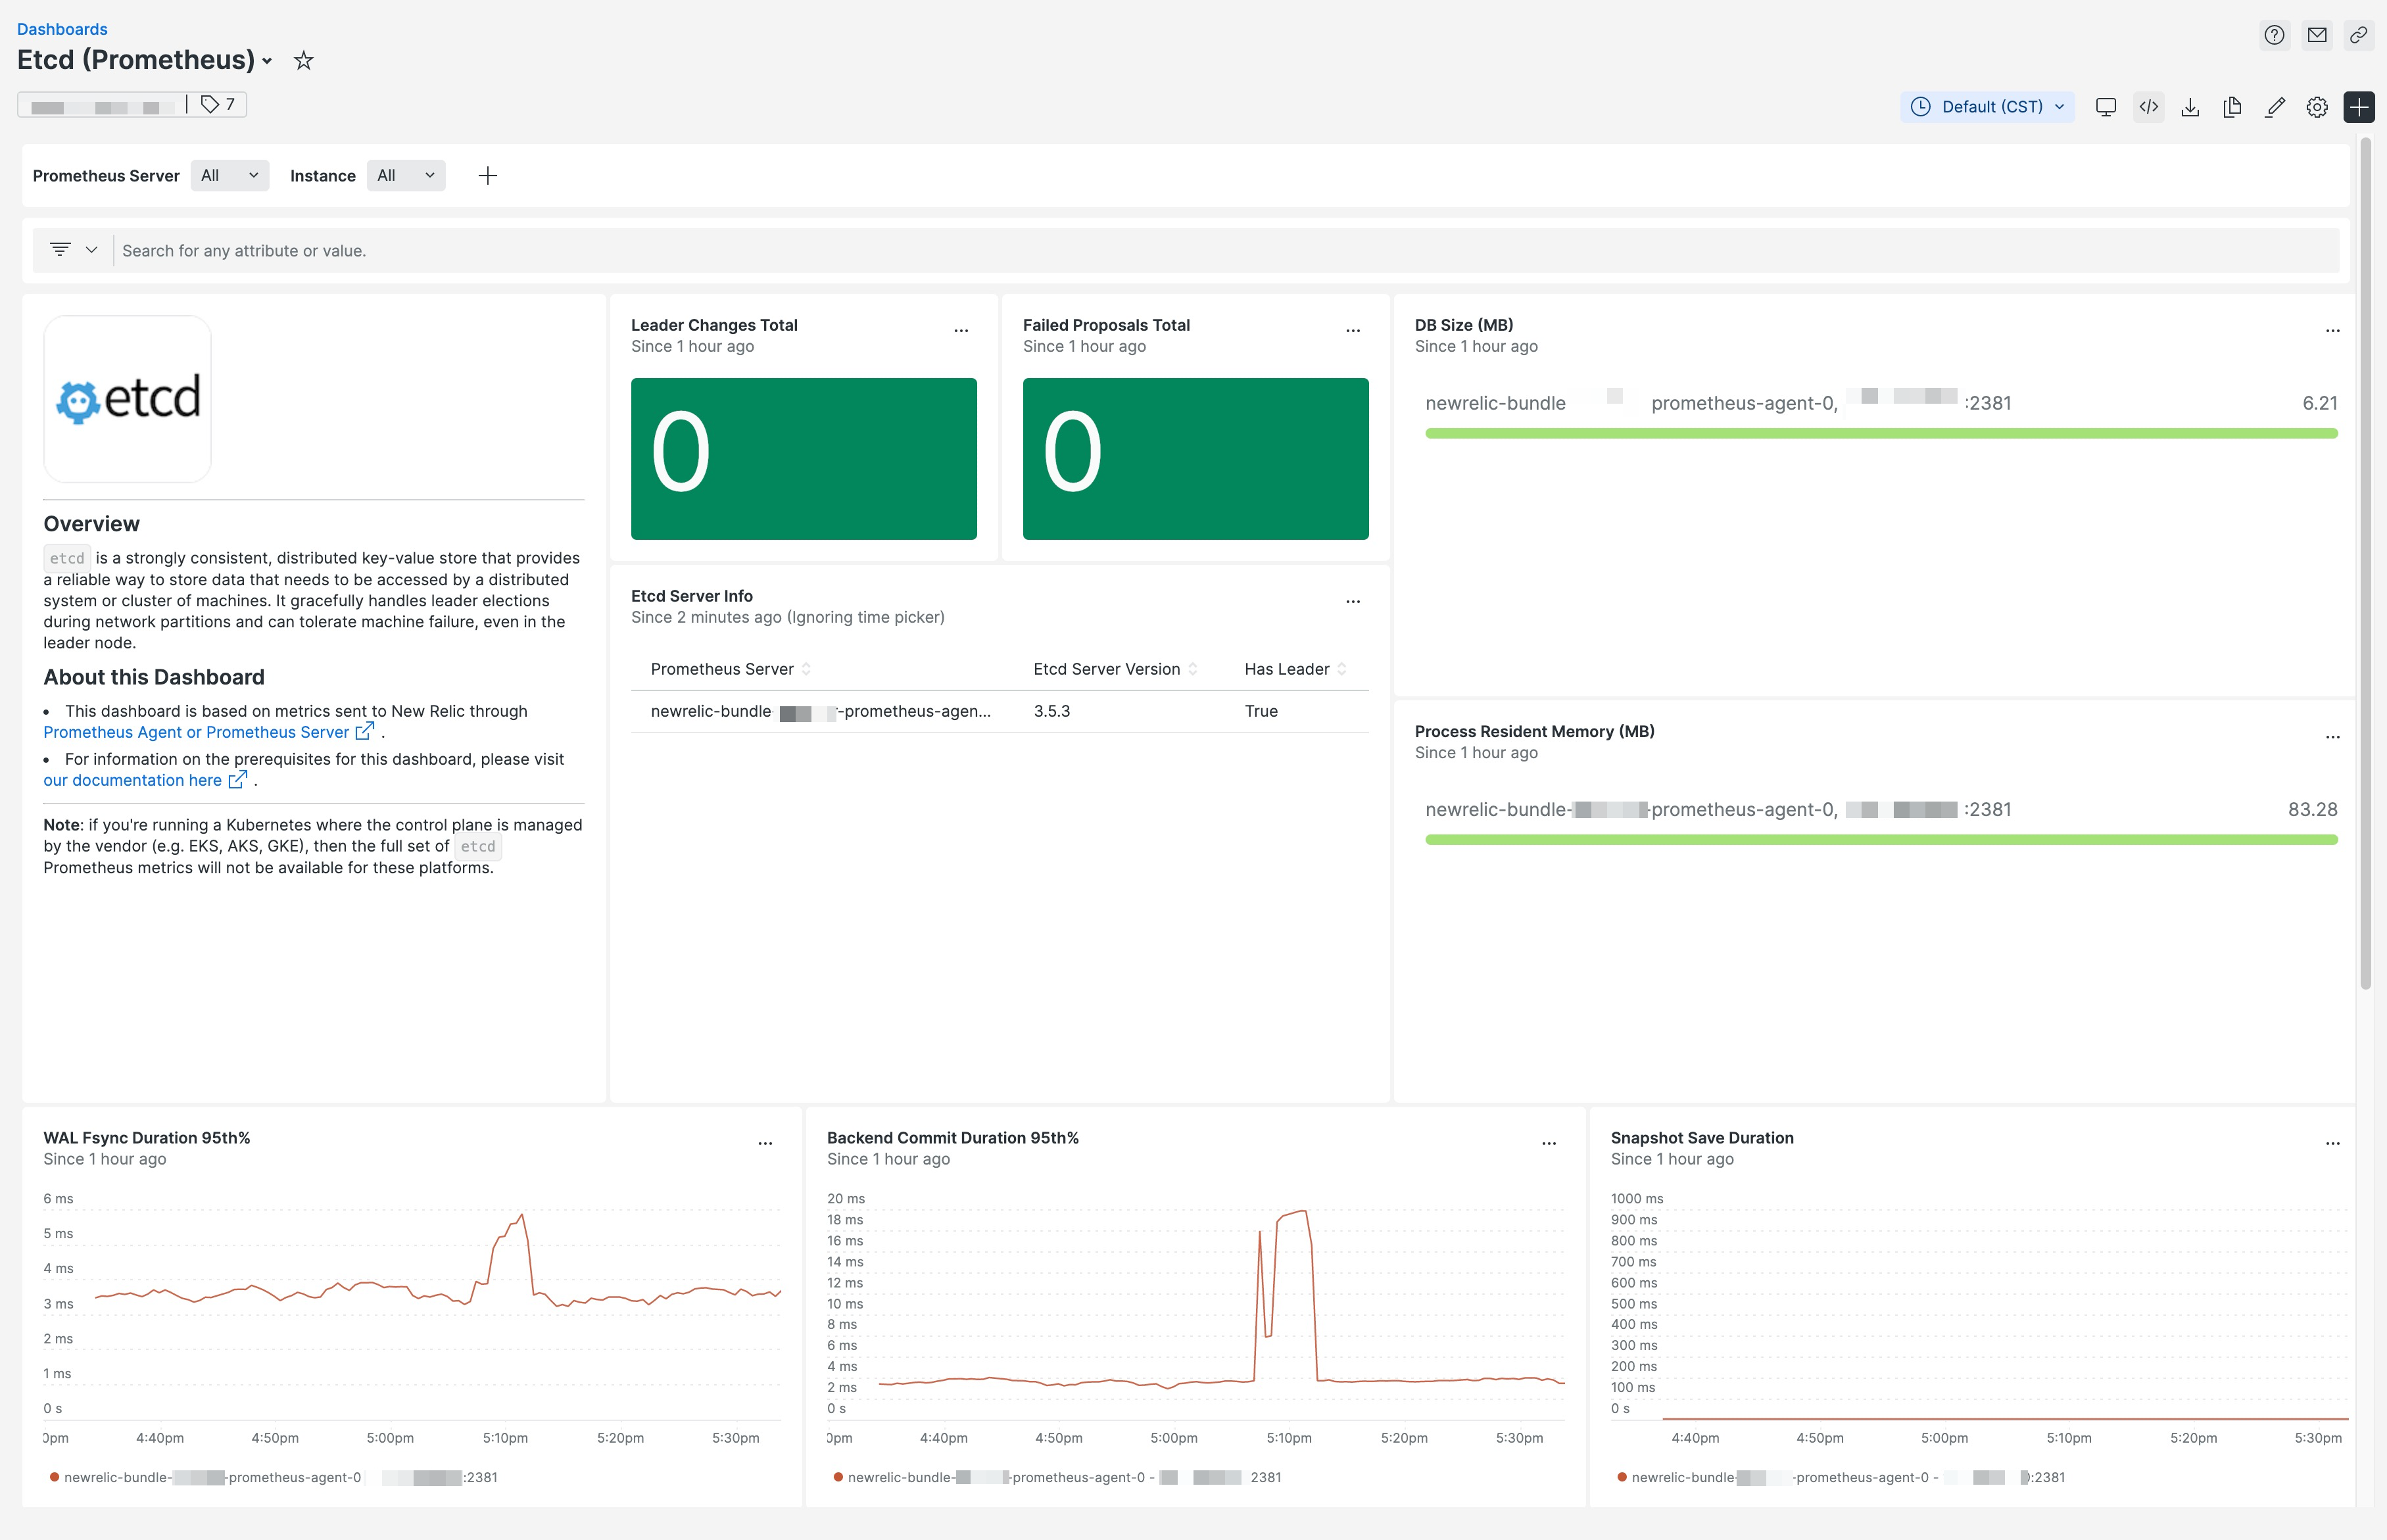 Dashboards
Etcd (Prometheus)
7
Default (CST)
Prometheus Server All Instance All
Search for any attribute or value.
etcd
Overview
etcd is a strongly consistent, distributed key-value store that provides
a reliable way to store data that needs to be accessed by a distributed
system or cluster of machines. It gracefully handles leader elections
during network partitions and can tolerate machine failure, even in the
leader node.
About this Dashboard
• This dashboard is based on metrics sent to New Relic through
Prometheus Agent or Prometheus Server .
• For information on the prerequisites for this dashboard, please visit
our documentation here .
Note: if you're running a Kubernetes where the control plane is managed
by the vendor (e.g. EKS, AKS, GKE), then the full set of etcd
Prometheus metrics will not be available for these platforms.
Leader Changes Total
Since 1 hour ago
0
Failed Proposals Total
Since 1 hour ago
0
Etcd Server Info
Since 2 minutes ago (Ignoring time picker)
Prometheus Server Etcd Server Version Has Leader
newrelic-bundle- -prometheus-agen... 3.5.3 True
DB Size (MB)
Since 1 hour ago
newrelic-bundle prometheus-agent-0, :2381 6.21
Process Resident Memory (MB)
Since 1 hour ago
newrelic-bundle- -prometheus-agent-0, :2381 83.28
WAL Fsync Duration 95th%
Since 1 hour ago
6 ms
5 ms
4 ms
3 ms
2 ms
1 ms
0 s
0pm 4:40pm 4:50pm 5:00pm 5:10pm 5:20pm 5:30pm
newrelic-bundle- -prometheus-agent-0 :2381
Backend Commit Duration 95th%
Since 1 hour ago
20 ms
18 ms
16 ms
14 ms
12 ms
10 ms
8 ms
6 ms
4 ms
2 ms
0 s
0pm 4:40pm 4:50pm 5:00pm 5:10pm 5:20pm 5:30pm
newrelic-bundle- -prometheus-agent-0 - 2381
Snapshot Save Duration
Since 1 hour ago
1000 ms
900 ms
800 ms
700 ms
600 ms
500 ms
400 ms
300 ms
200 ms
100 ms
0 s
4:40pm 4:50pm 5:00pm 5:10pm 5:20pm 5:30pm
newrelic-bundle- -prometheus-agent-0 - :2381